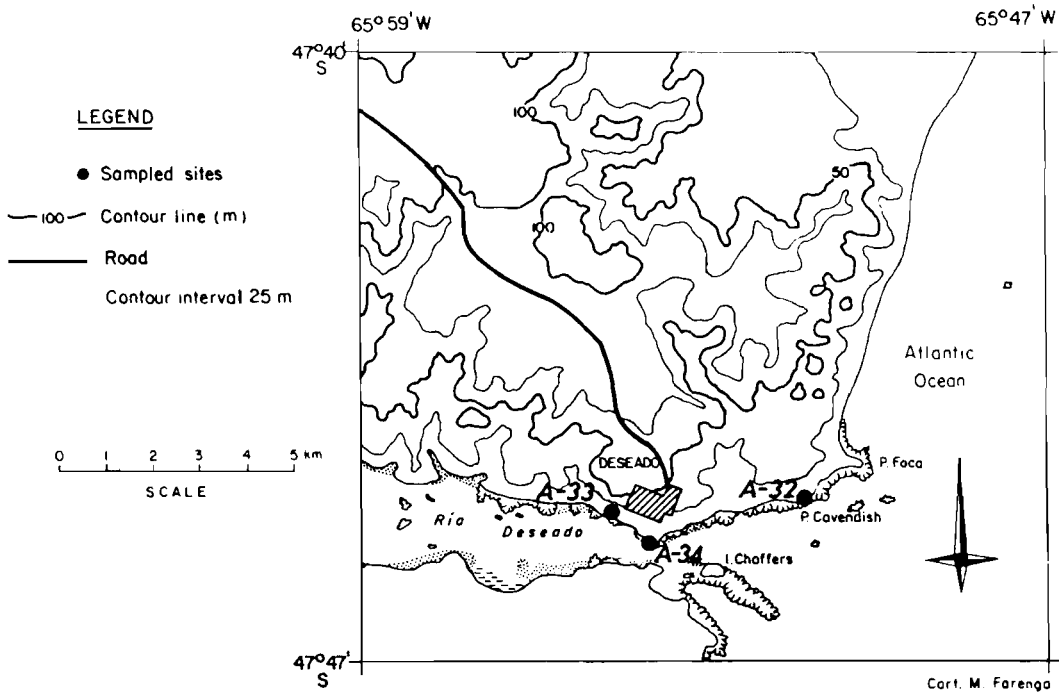 65°59'W
65°47'W
47°40'
S
LEGEND
Sampled sites
100 Contour line (m)
Road
Contour interval 25 m
0 1 2 3 4 5 km
SCALE
100
100
50
Atlantic
Ocean
DESEADO
P. Foca
A-33
A-32
P. Cavendish
Río
Deseado
A-34
I. Choffers
47°47'
S
Cart. M. Farenga